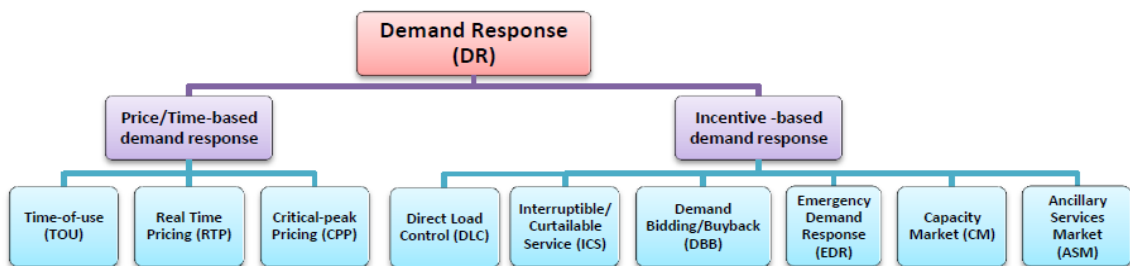 Demand Response
(DR)
Price/Time-based
demand response
Incentive -based
demand response
Time-of-use
(TOU)
Real Time
Pricing (RTP)
Critical-peak
Pricing (CPP)
Direct Load
Control (DLC)
Interruptible/
Curtailable
Service (ICS)
Demand
Bidding/Buyback
(DBB)
Emergency
Demand
Response
(EDR)
Capacity
Market (CM)
Ancillary
Services
Market
(ASM)